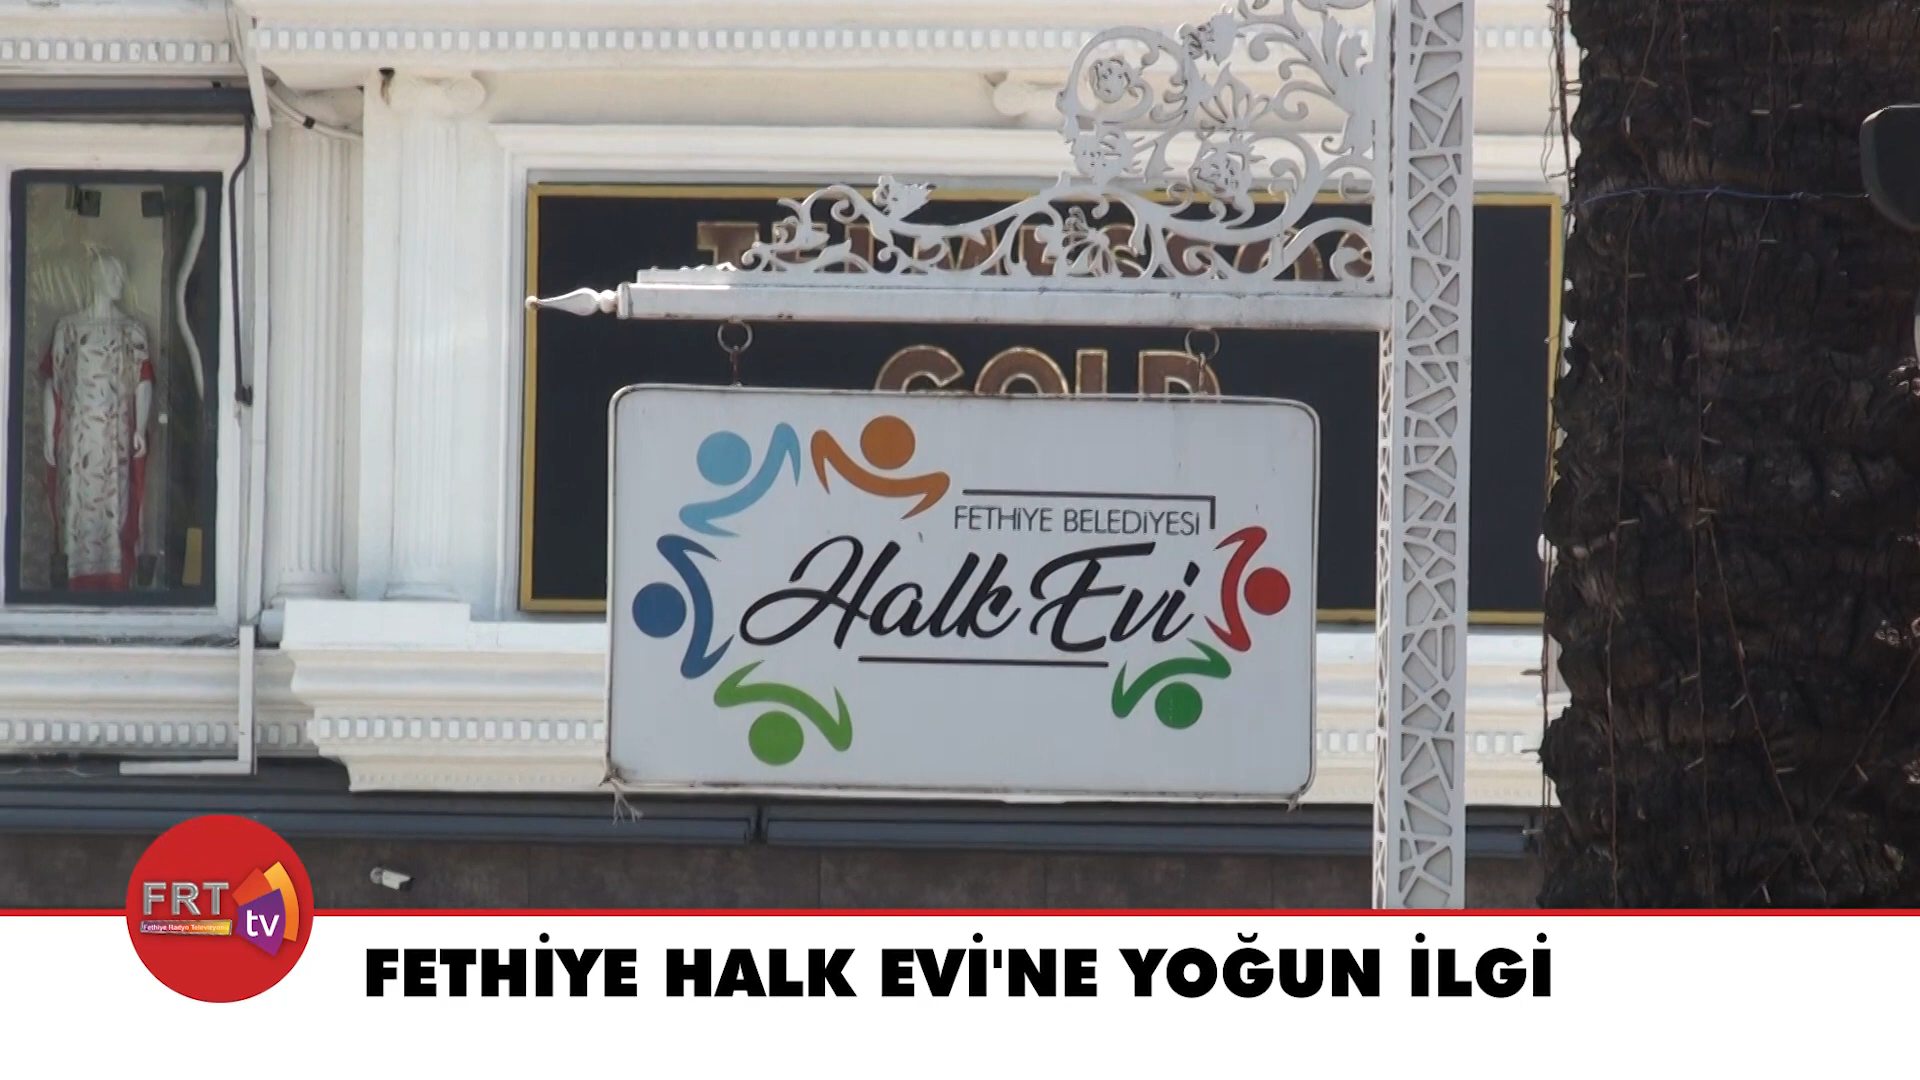 GOLD
FETHİYE BELEDİYESİ
Halk Evi
FRT
tv
Fethiye Radyo Televizyonu
FETHİYE HALK EVİ'NE YOĞUN İLGİ